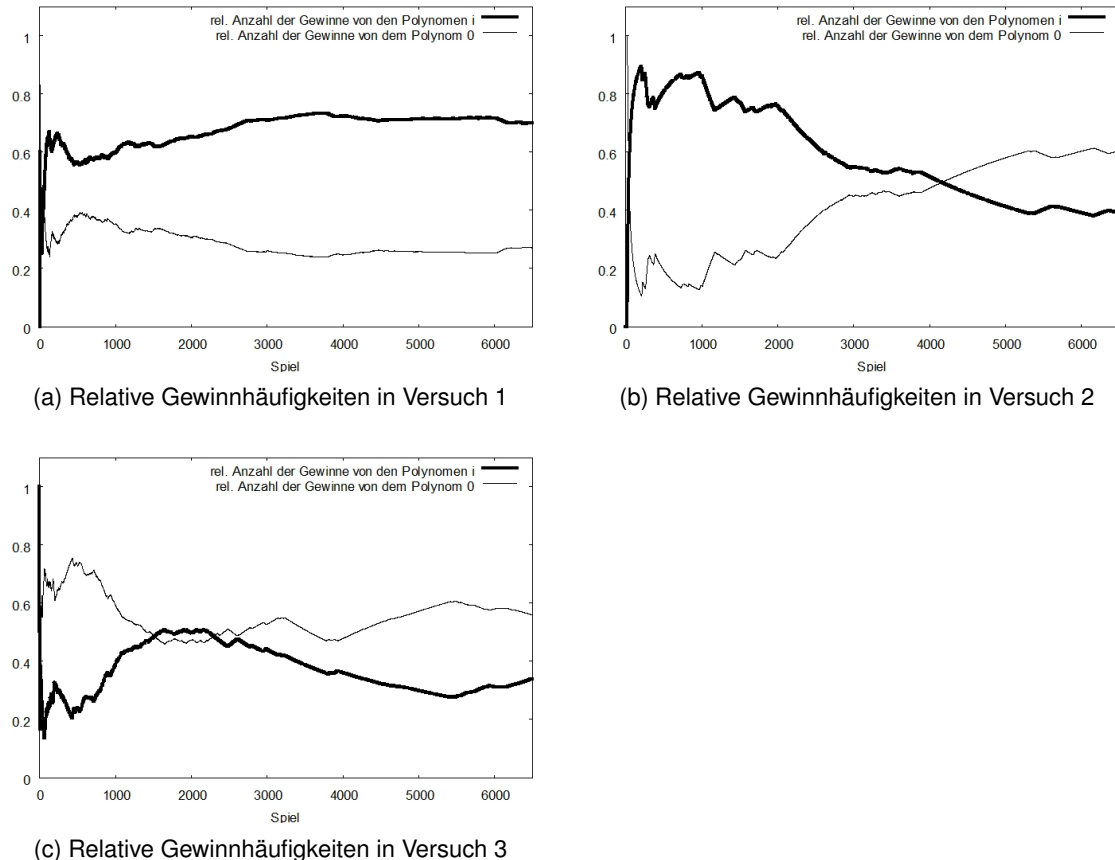 rel. Anzahl der Gewinne von den Polynomen i
rel. Anzahl der Gewinne von dem Polynom 0
1
0.8
0.6
0.4
0.2
0
0 1000 2000 3000 4000 5000 6000
Spiel
(a) Relative Gewinnhäufigkeiten in Versuch 1
rel. Anzahl der Gewinne von den Polynomen i
rel. Anzahl der Gewinne von dem Polynom 0
1
0.8
0.6
0.4
0.2
0
0 1000 2000 3000 4000 5000 6000
Spiel
(b) Relative Gewinnhäufigkeiten in Versuch 2
rel. Anzahl der Gewinne von den Polynomen i
rel. Anzahl der Gewinne von dem Polynom 0
1
0.8
0.6
0.4
0.2
0
0 1000 2000 3000 4000 5000 6000
Spiel
(c) Relative Gewinnhäufigkeiten in Versuch 3